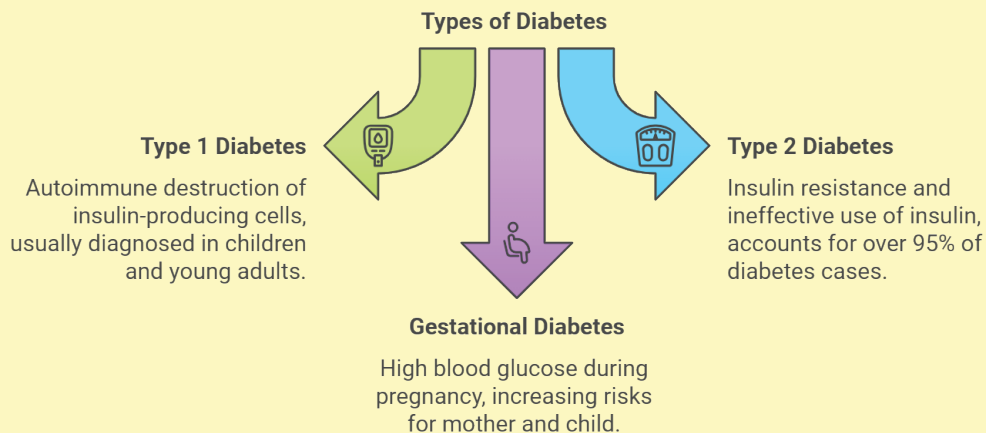 Types of Diabetes
Type 1 Diabetes
Autoimmune destruction of
insulin-producing cells,
usually diagnosed in children
and young adults.
Type 2 Diabetes
Insulin resistance and
ineffective use of insulin,
accounts for over 95% of
diabetes cases.
Gestational Diabetes
High blood glucose during
pregnancy, increasing risks
for mother and child.